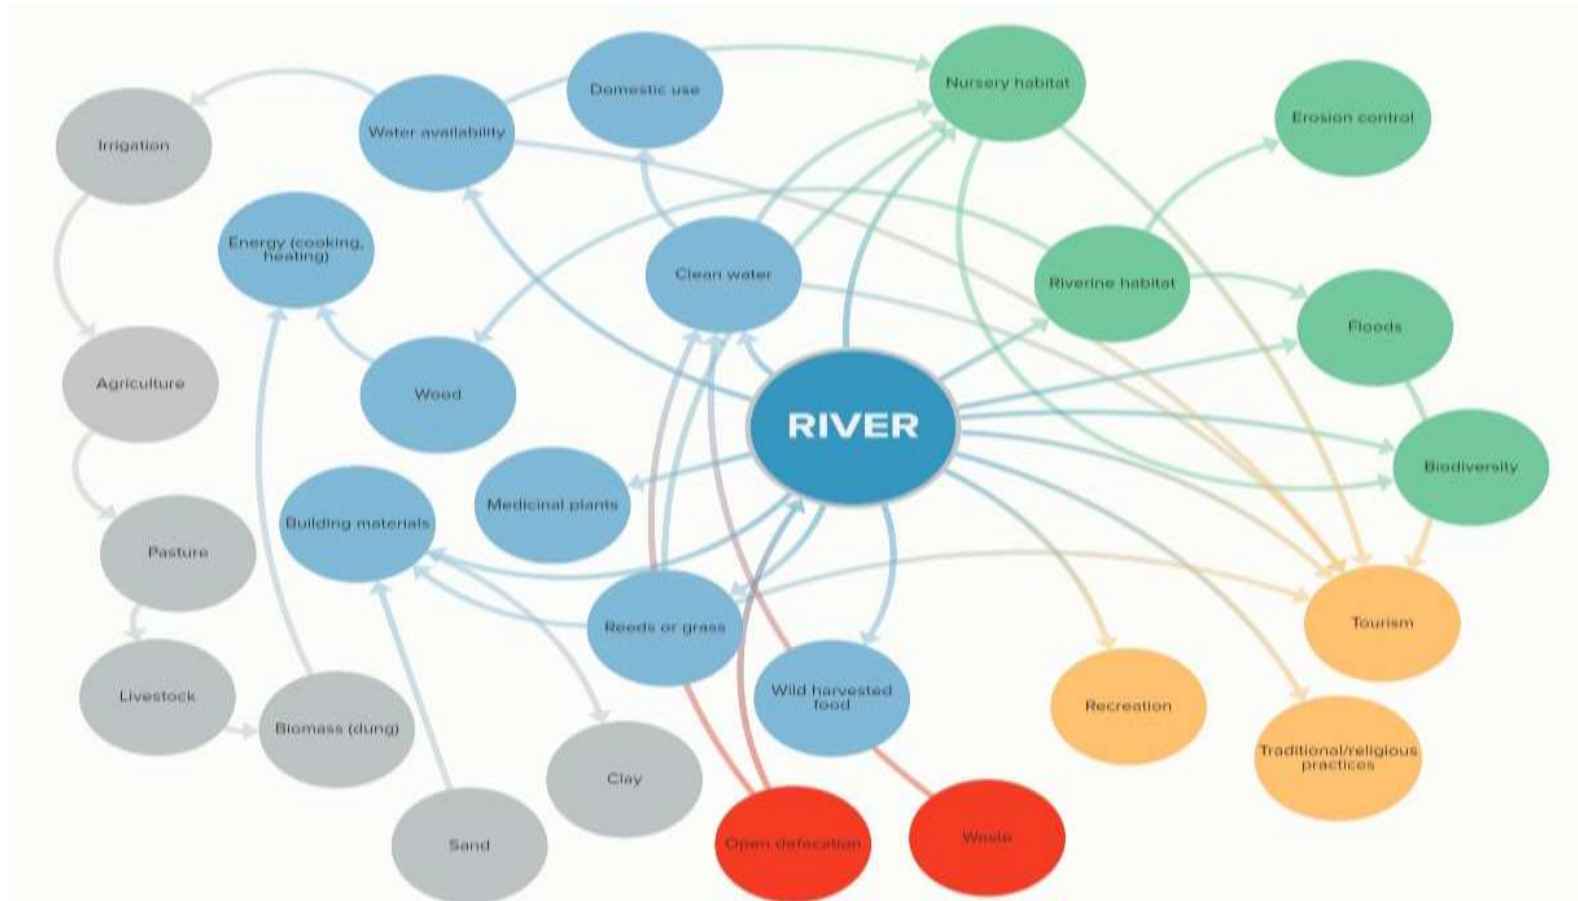 Domestic use
Nursery habitat
Erosion control
Water availability
Irrigation
Energy (cooking,
heating)
Clean water
Riverine habitat
Floods
Agriculture
Wood
RIVER
Biodiversity
Medicinal plants
Building materials
Pasture
Reeds or grass
Tourism
Livestock
Wild harvested
food
Recreation
Biomass (dung)
Traditional/religious
practices
Clay
Sand
Open defecation
Waste